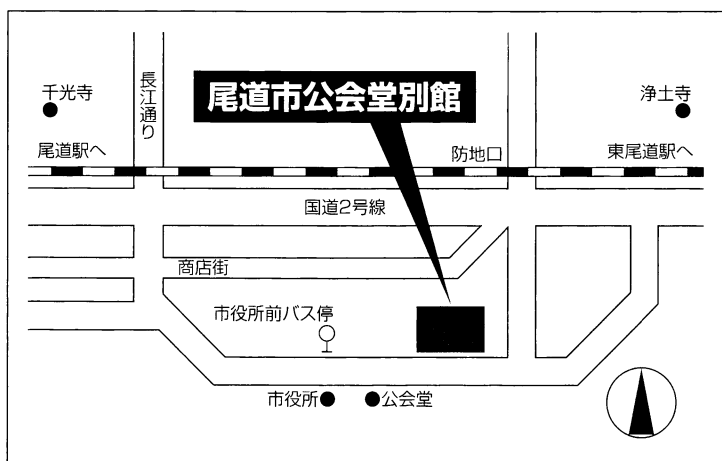 千光寺
長江通り
尾道市公会堂別館
浄土寺
尾道駅へ
防地口
東尾道駅へ
国道2号線
商店街
市役所前バス停
市役所
公会堂